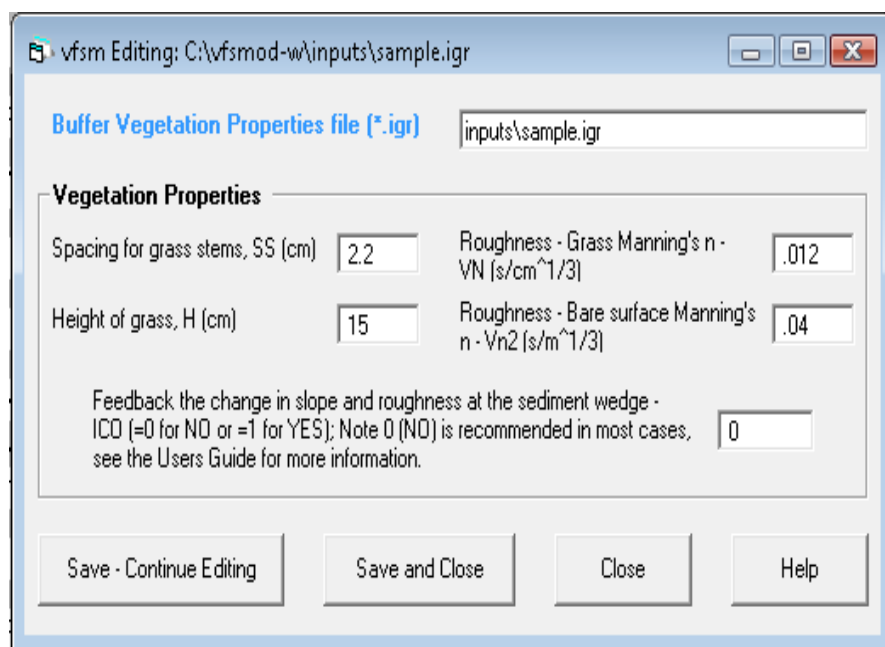 vfsm Editing: C:\vfsmod-w\inputs\sample.igr
Buffer Vegetation Properties file (*.igr)
inputs\sample.igr
Vegetation Properties
Spacing for grass stems, SS (cm)
2.2
Roughness - Grass Manning's n -
VN (s/cm^1/3)
.012
Height of grass, H (cm)
15
Roughness - Bare surface Manning's
n - Vn2 (s/m^1/3)
.04
Feedback the change in slope and roughness at the sediment wedge -
ICO (=0 for NO or =1 for YES); Note 0 (NO) is recommended in most cases,
see the Users Guide for more information.
0
Save - Continue Editing
Save and Close
Close
Help